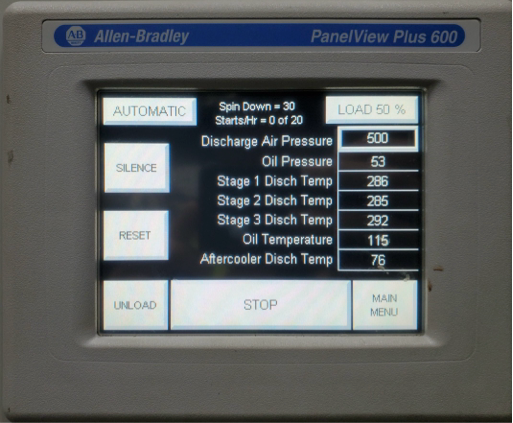 AB Allen-Bradley PanelView Plus 600
AUTOMATIC
Spin Down = 30
Starts/Hr = 0 of 20
LOAD 50 %
Discharge Air Pressure 500
SILENCE
Oil Pressure 53
Stage 1 Disch Temp 286
Stage 2 Disch Temp 285
Stage 3 Disch Temp 292
RESET
Oil Temperature 115
Aftercooler Disch Temp 76
UNLOAD
STOP
MAIN
MENU